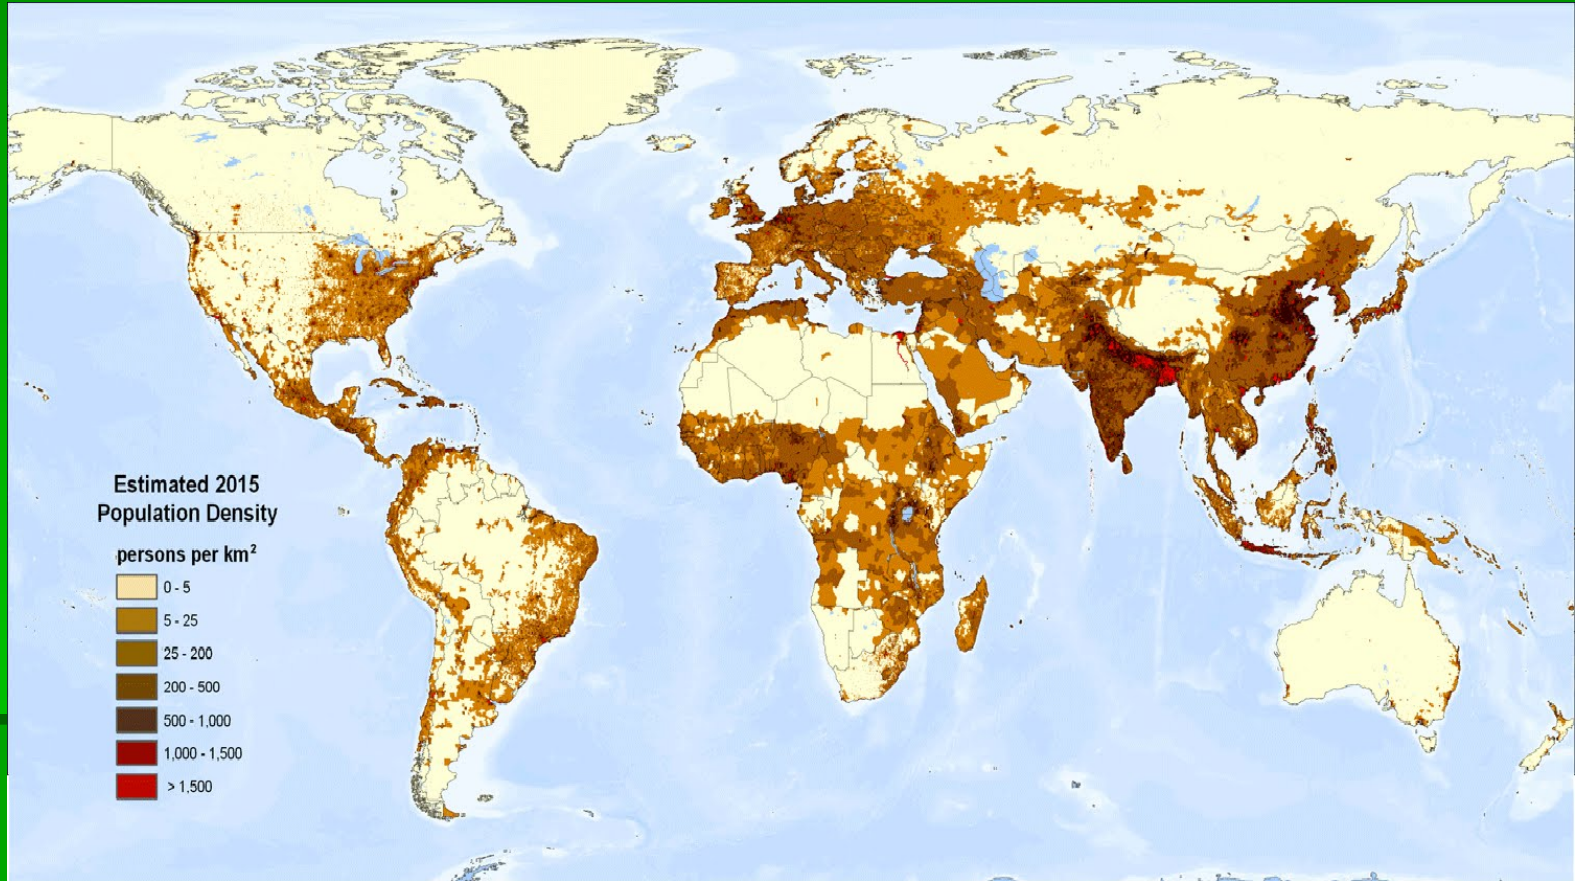 Estimated 2015
Population Density
persons per km²
0 - 5
5 - 25
25 - 200
200 - 500
500 - 1,000
1,000 - 1,500
> 1,500